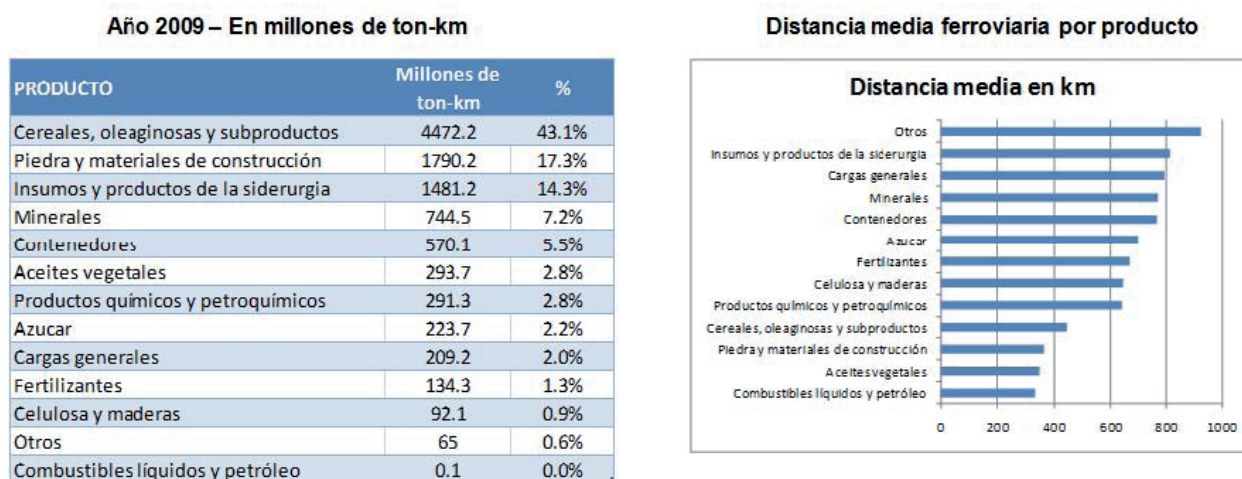 Año 2009 – En millones de ton-km
PRODUCTO Millones de ton-km %
Cereales, oleaginosas y subproductos 4472.2 43.1%
Piedra y materiales de construcción 1790.2 17.3%
Insumos y productos de la siderurgia 1481.2 14.3%
Minerales 744.5 7.2%
Contenedores 570.1 5.5%
Aceites vegetales 293.7 2.8%
Productos químicos y petroquímicos 291.3 2.8%
Azucar 223.7 2.2%
Cargas generales 209.2 2.0%
Fertilizantes 134.3 1.3%
Celulosa y maderas 92.1 0.9%
Otros 65 0.6%
Combustibles líquidos y petróleo 0.1 0.0%
Distancia media ferroviaria por producto
Distancia media en km
Otros
Insumos y productos de la siderurgia
Cargas generales
Minerales
Contenedores
Azucar
Fertilizantes
Celulosa y maderas
Productos químicos y petroquímicos
Cereales, oleaginosas y subproductos
Piedra y materiales de construcción
Aceites vegetales
Combustibles líquidos y petróleo
0 200 400 600 800 1000